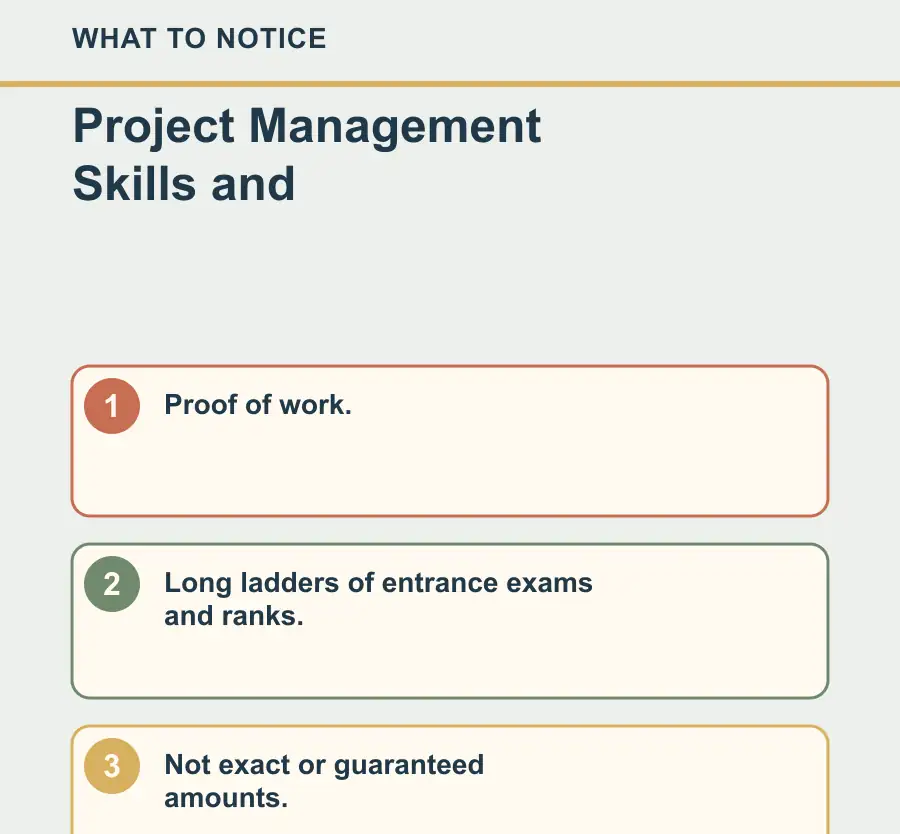 WHAT TO NOTICE
Project Management
Skills and
1
Proof of work.
2
Long ladders of entrance exams
and ranks.
3
Not exact or guaranteed
amounts.